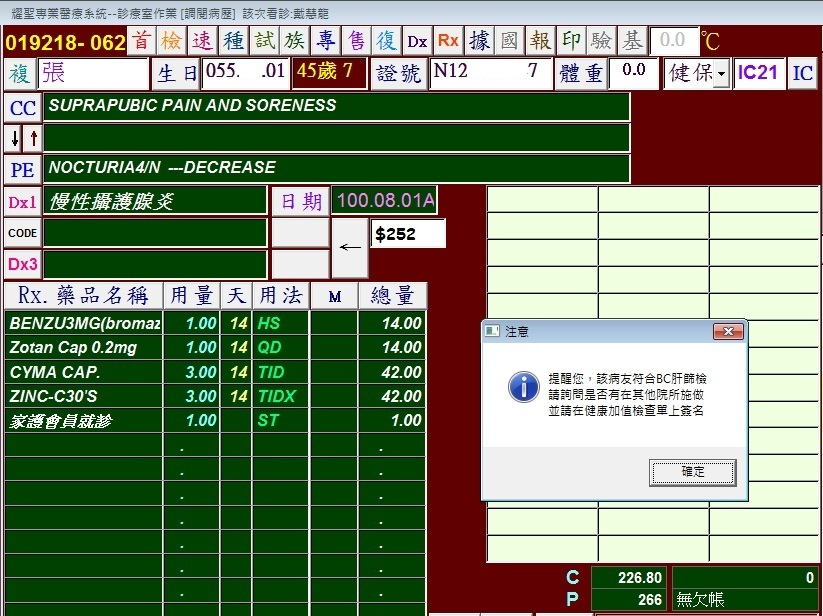 耀聖專業醫療系統--診療室作業 [調閱病歷] 該次看診:戴慧龍
019218- 062 首 檢 速 種 試 族 專 售 復 Dx Rx 據 國 報 印 驗 基 0.0 ℃
複 張 生日 055. .01 45歲 7 證號 N12 7 體重 0.0 健保 IC21 IC
CC SUPRAPUBIC PAIN AND SORENESS
↓ ↑
PE NOCTURIA4/N ---DECREASE
Dx1 慢性攝護腺炎 日期 100.08.01A
CODE ← $252
Dx3
Rx. 藥品名稱 用量 天 用法 M 總量
BENZU3MG(bromaz 1.00 14 HS 14.00
Zotan Cap 0.2mg 1.00 14 QD 14.00
CYMA CAP. 3.00 14 TID 42.00
ZINC-C30'S 3.00 14 TIDX 42.00
家護會員就診 1.00 ST 1.00
注意
提醒您，該病友符合BC肝篩檢
請詢問是否有在其他院所施做
並請在健康加值檢查單上簽名
確定
C 226.80 0
P 266 無欠帳